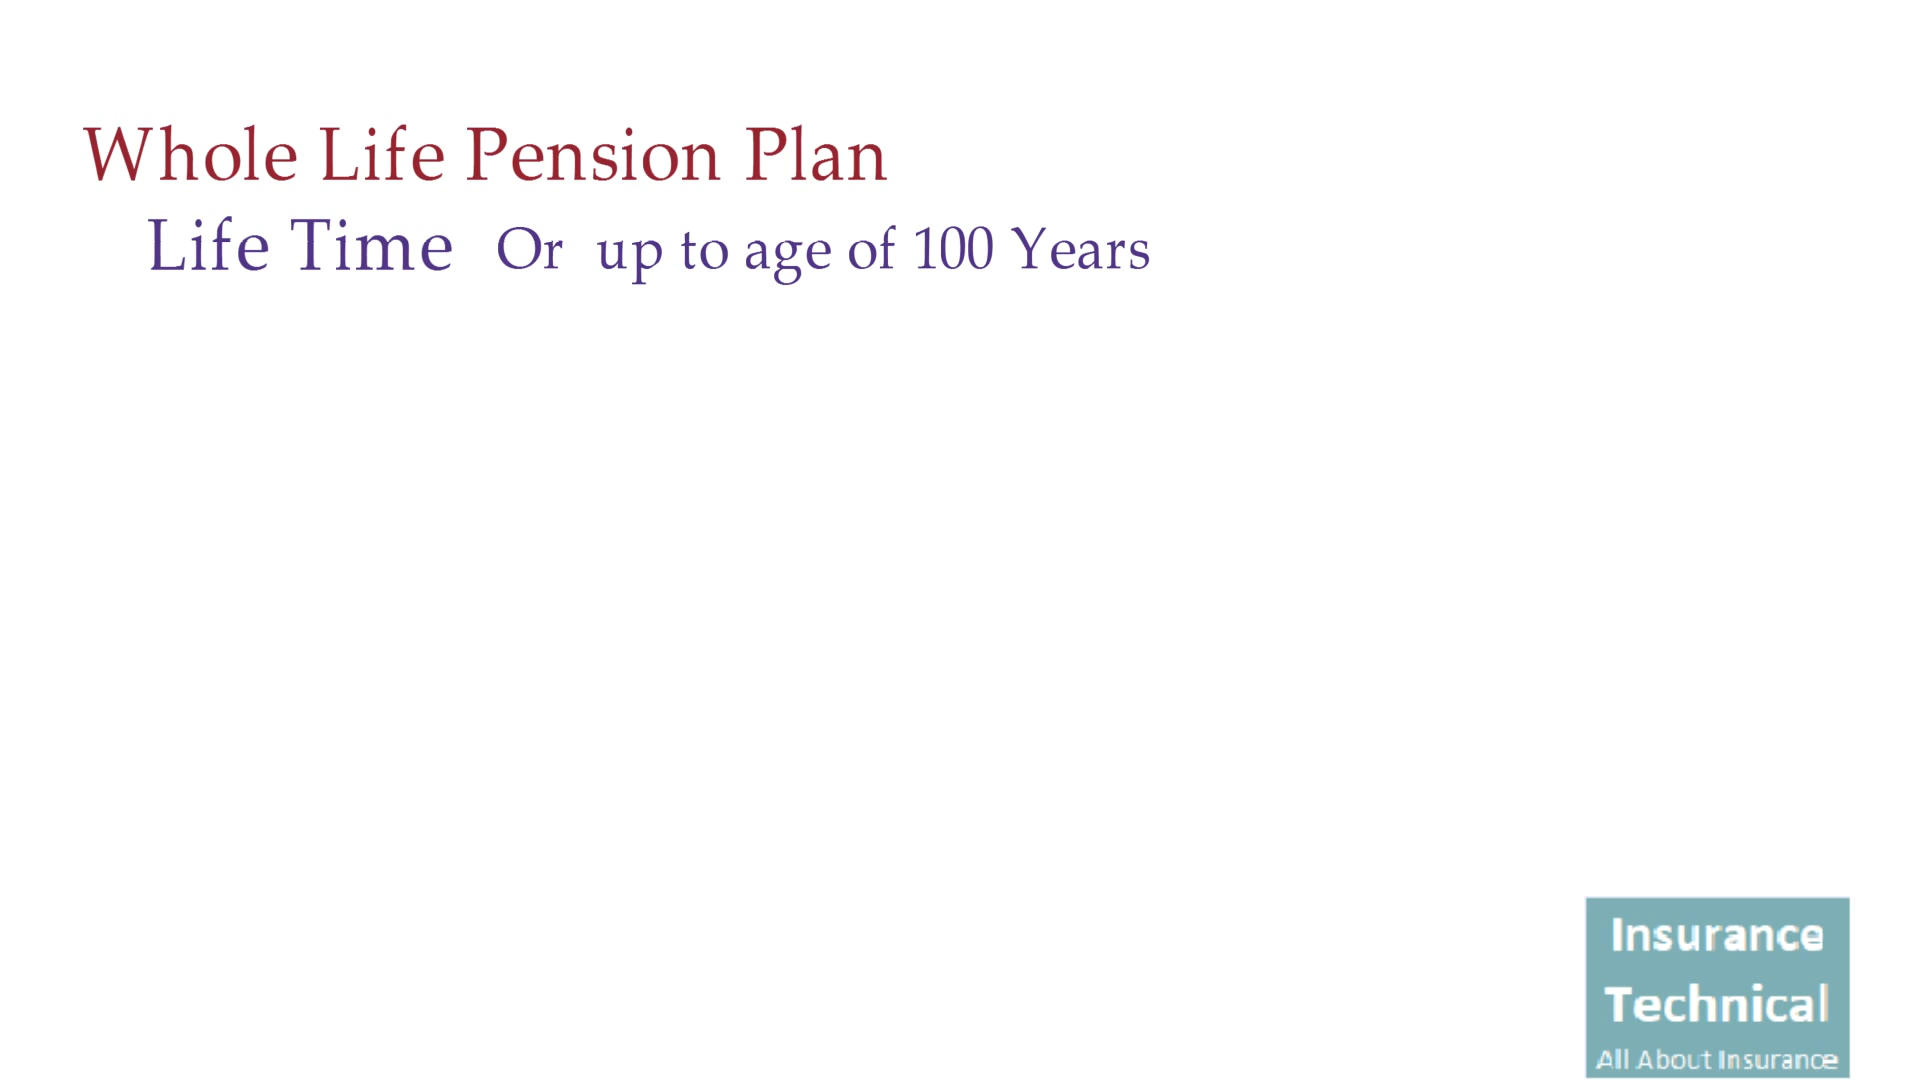 Whole Life Pension Plan
Life Time Or up to age of 100 Years
Insurance
Technical
All About Insurance